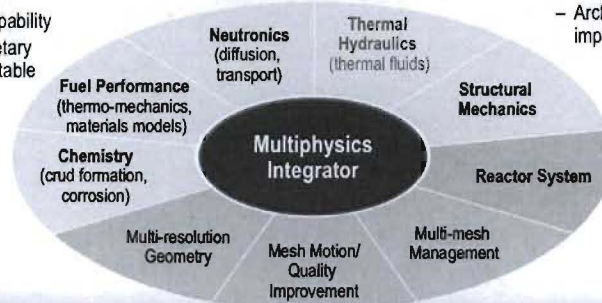 pability
etary
table
– Arch
imp
Neutronics
(diffusion,
transport)
Thermal
Hydraulics
(thermal fluids)
Fuel Performance
(thermo-mechanics,
materials models)
Structural
Mechanics
Multiphysics
Integrator
Chemistry
(crud formation,
corrosion)
Reactor System
Multi-resolution
Geometry
Mesh Motion/
Quality
Improvement
Multi-mesh
Management